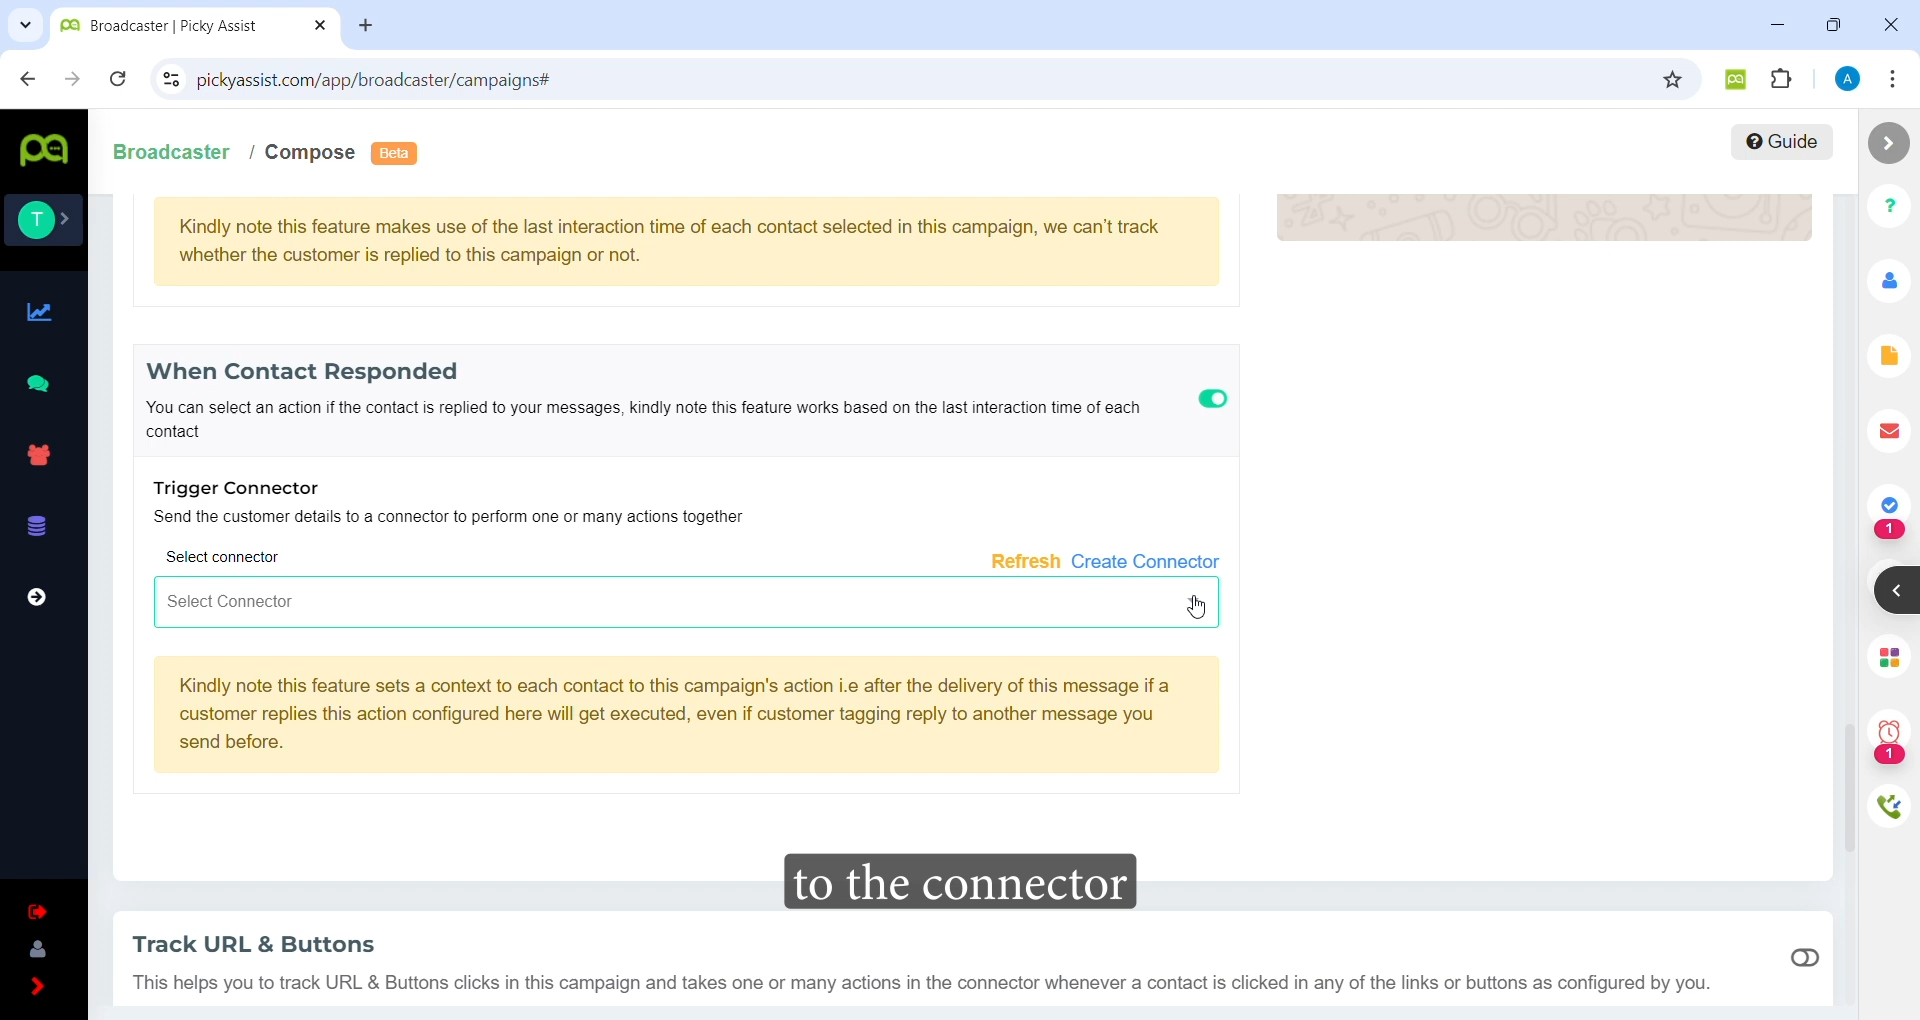 Broadcaster | Picky Assist
pickyassist.com/app/broadcaster/campaigns#
A
Broadcaster / Compose Beta
Guide
T
Kindly note this feature makes use of the last interaction time of each contact selected in this campaign, we can't track
whether the customer is replied to this campaign or not.
When Contact Responded
You can select an action if the contact is replied to your messages, kindly note this feature works based on the last interaction time of each
contact
Trigger Connector
Send the customer details to a connector to perform one or many actions together
Select connector
Refresh Create Connector
Select Connector
1
Kindly note this feature sets a context to each contact to this campaign's action i.e after the delivery of this message if a
customer replies this action configured here will get executed, even if customer tagging reply to another message you
send before.
1
to the connector
Track URL & Buttons
This helps you to track URL & Buttons clicks in this campaign and takes one or many actions in the connector whenever a contact is clicked in any of the links or buttons as configured by you.